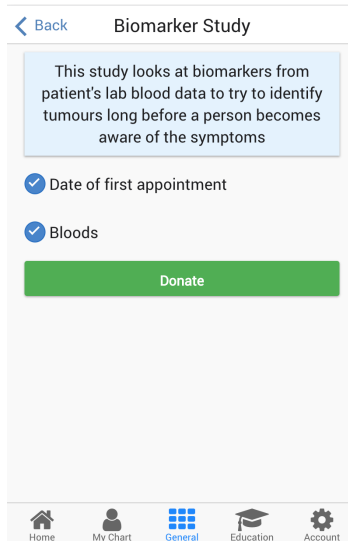 Back
Biomarker Study
This study looks at biomarkers from
patient's lab blood data to try to identify
tumours long before a person becomes
aware of the symptoms
Date of first appointment
Bloods
Donate
Home
My Chart
General
Education
Account